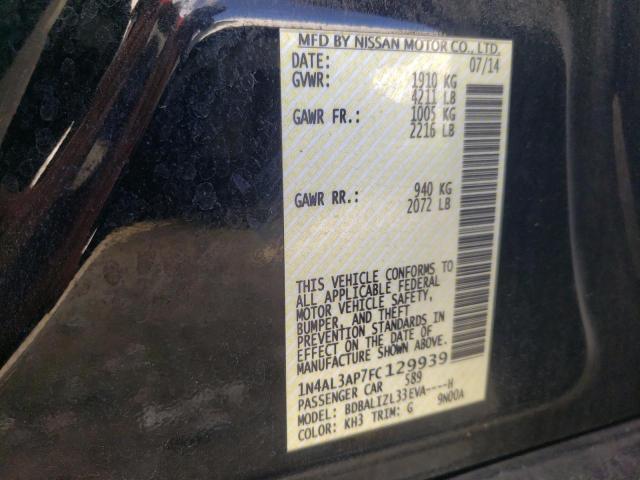 MFD BY NISSAN MOTOR CO., LTD.
DATE: 07/14
GVWR: 1910 KG
4211 LB
GAWR FR.: 1005 KG
2216 LB
GAWR RR.: 940 KG
2072 LB
THIS VEHICLE CONFORMS TO
ALL APPLICABLE FEDERAL
MOTOR VEHICLE SAFETY,
BUMPER, AND THEFT
PREVENTION STANDARDS IN
EFFECT ON THE DATE OF
MANUFACTURE SHOWN ABOVE.
1N4AL3AP7FC129939
PASSENGER CAR 589
MODEL: BDBALIZL33EVA----H
COLOR: KH3 TRIM: G 9N00A